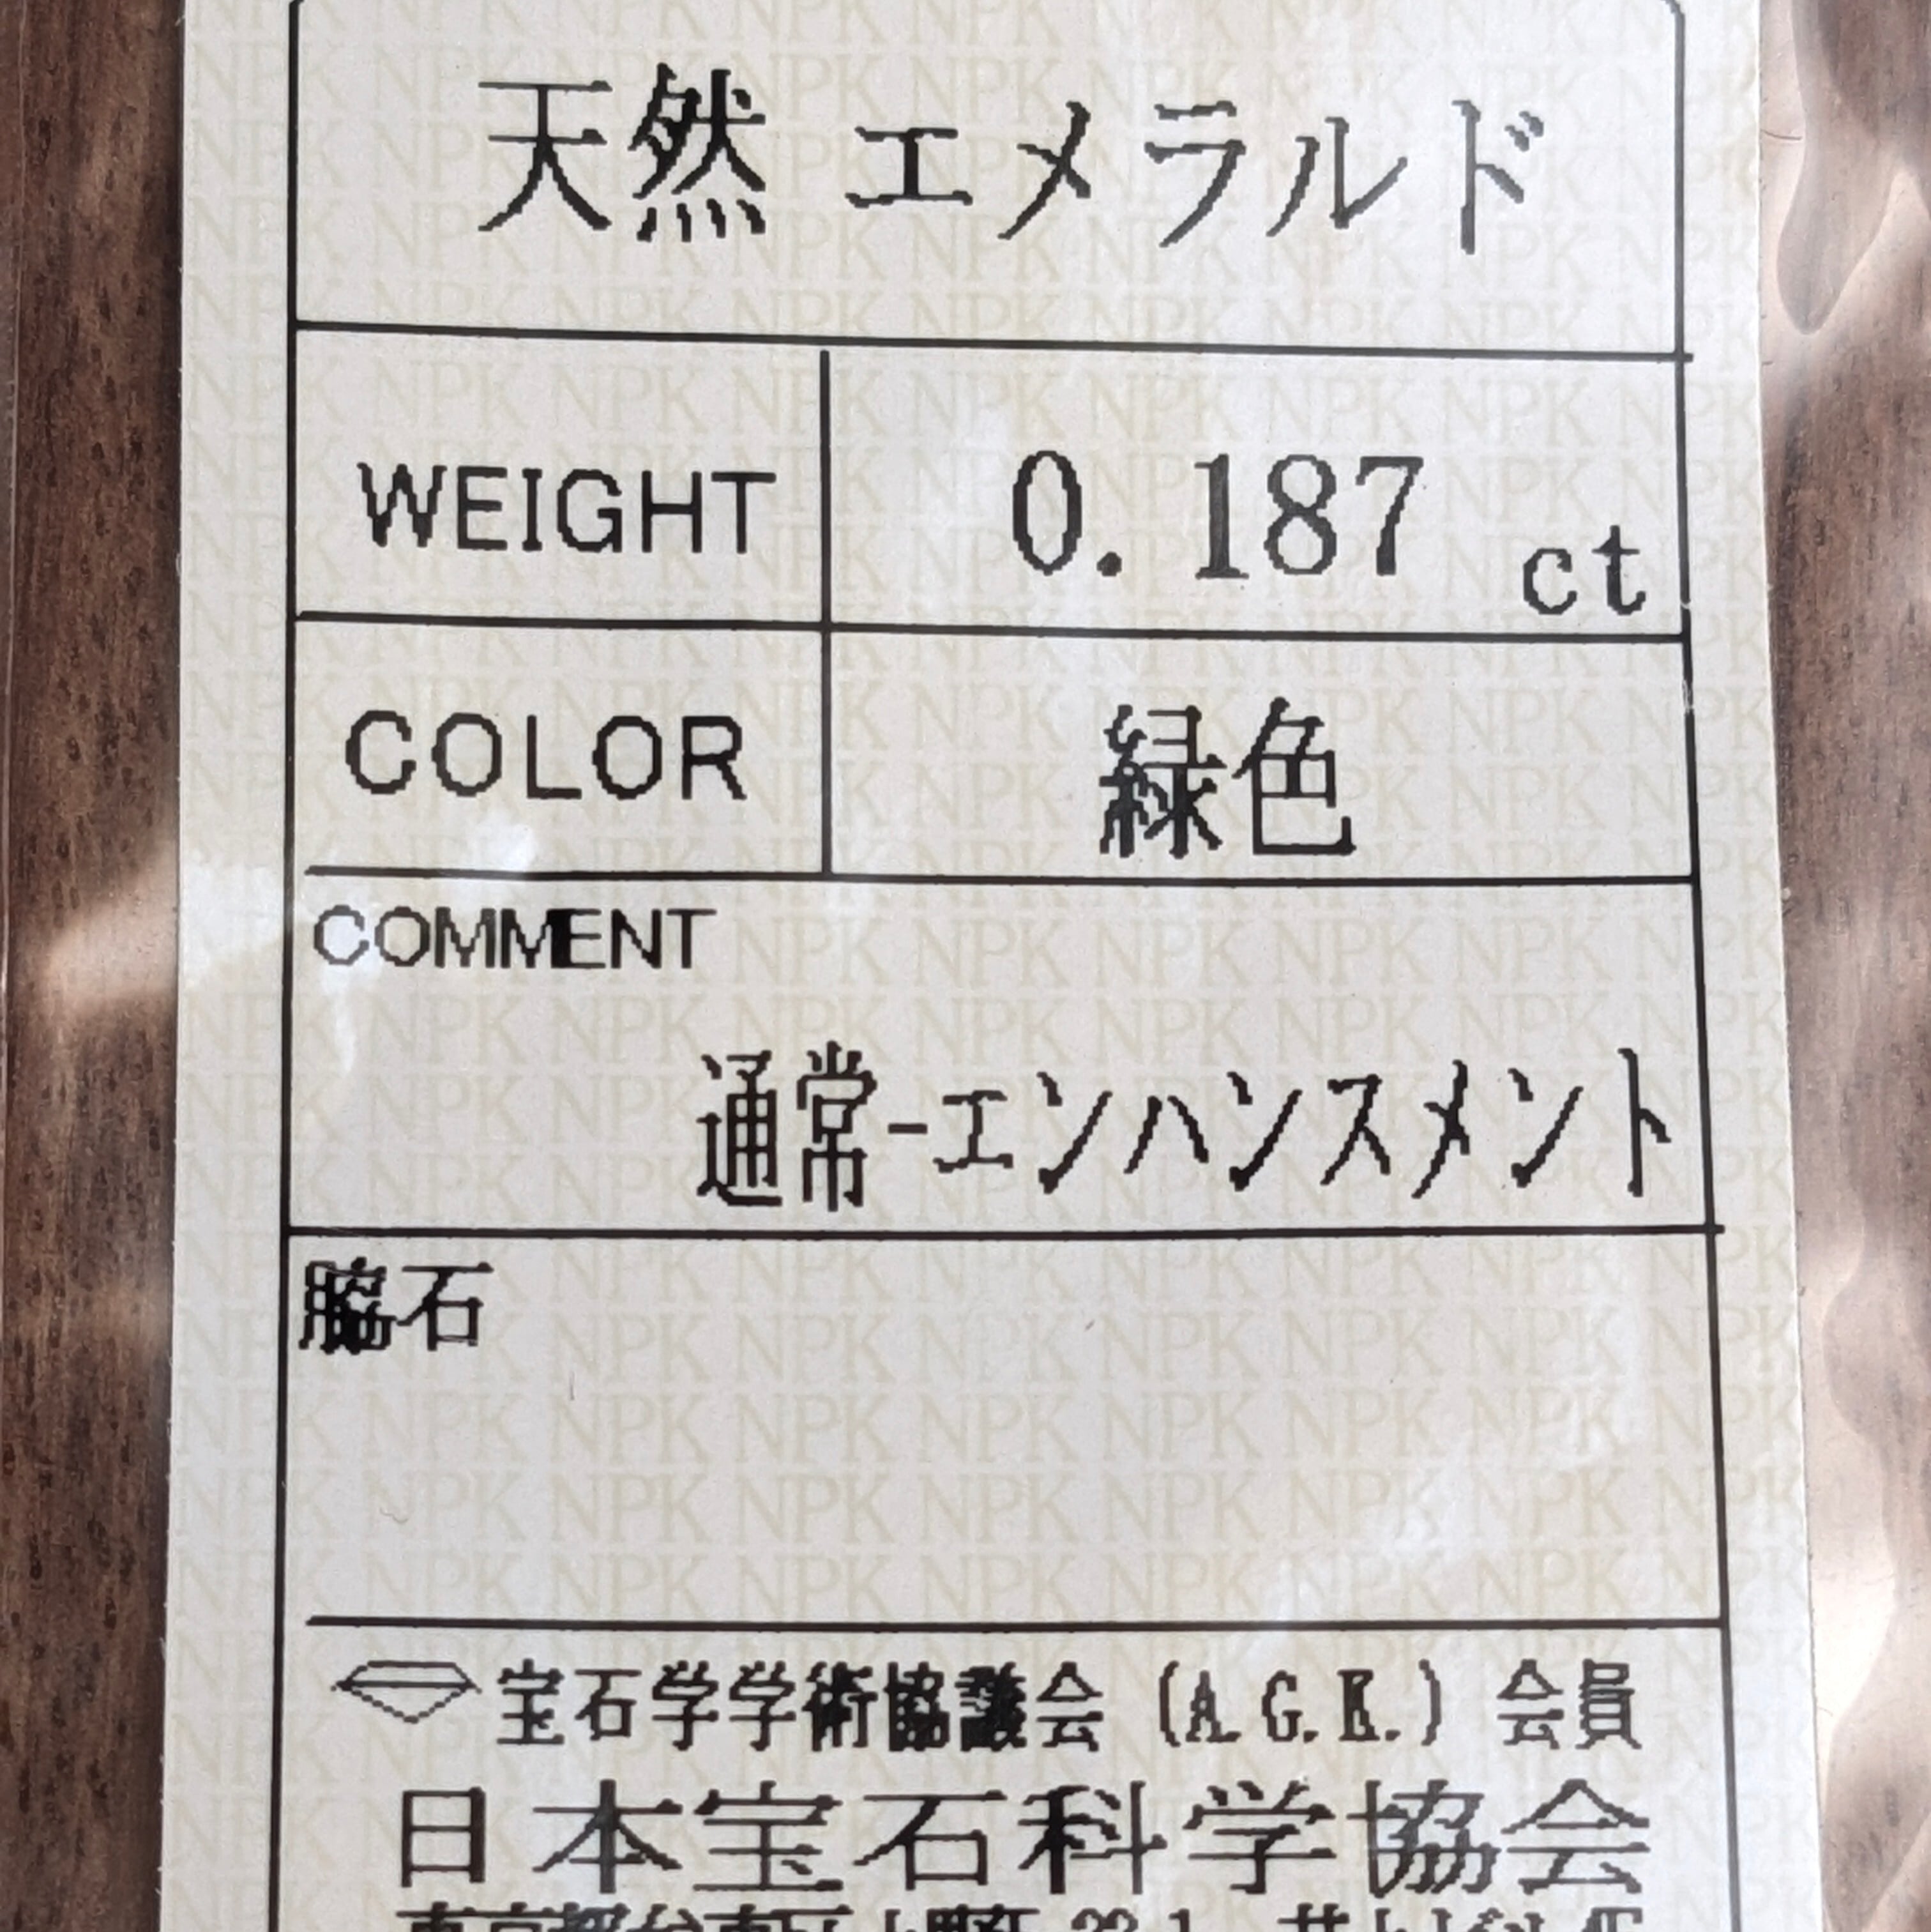 天然 エメラルド
WEIGHT 0.187 ct
COLOR 緑色
COMMENT
通常-エンハンスメント
脇石
宝石学学術協議会 (A.G.K.) 会員
日本宝石科学協会